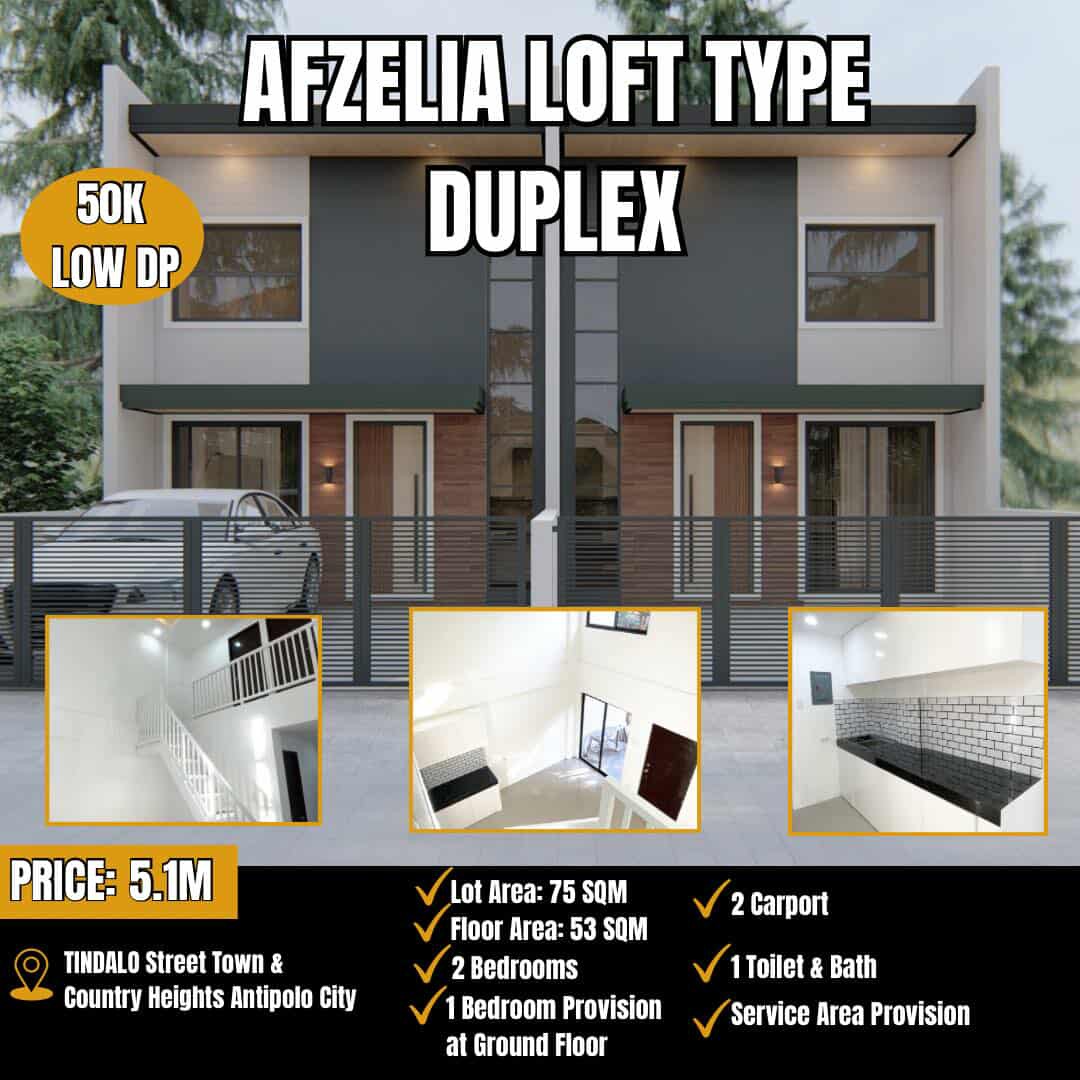 AFZELIA LOFT TYPE
DUPLEX
50K
LOW DP
PRICE: 5.1M
TINDALO Street Town &
Country Heights Antipolo City
Lot Area: 75 SQM
Floor Area: 53 SQM
2 Bedrooms
1 Bedroom Provision
at Ground Floor
2 Carport
1 Toilet & Bath
Service Area Provision